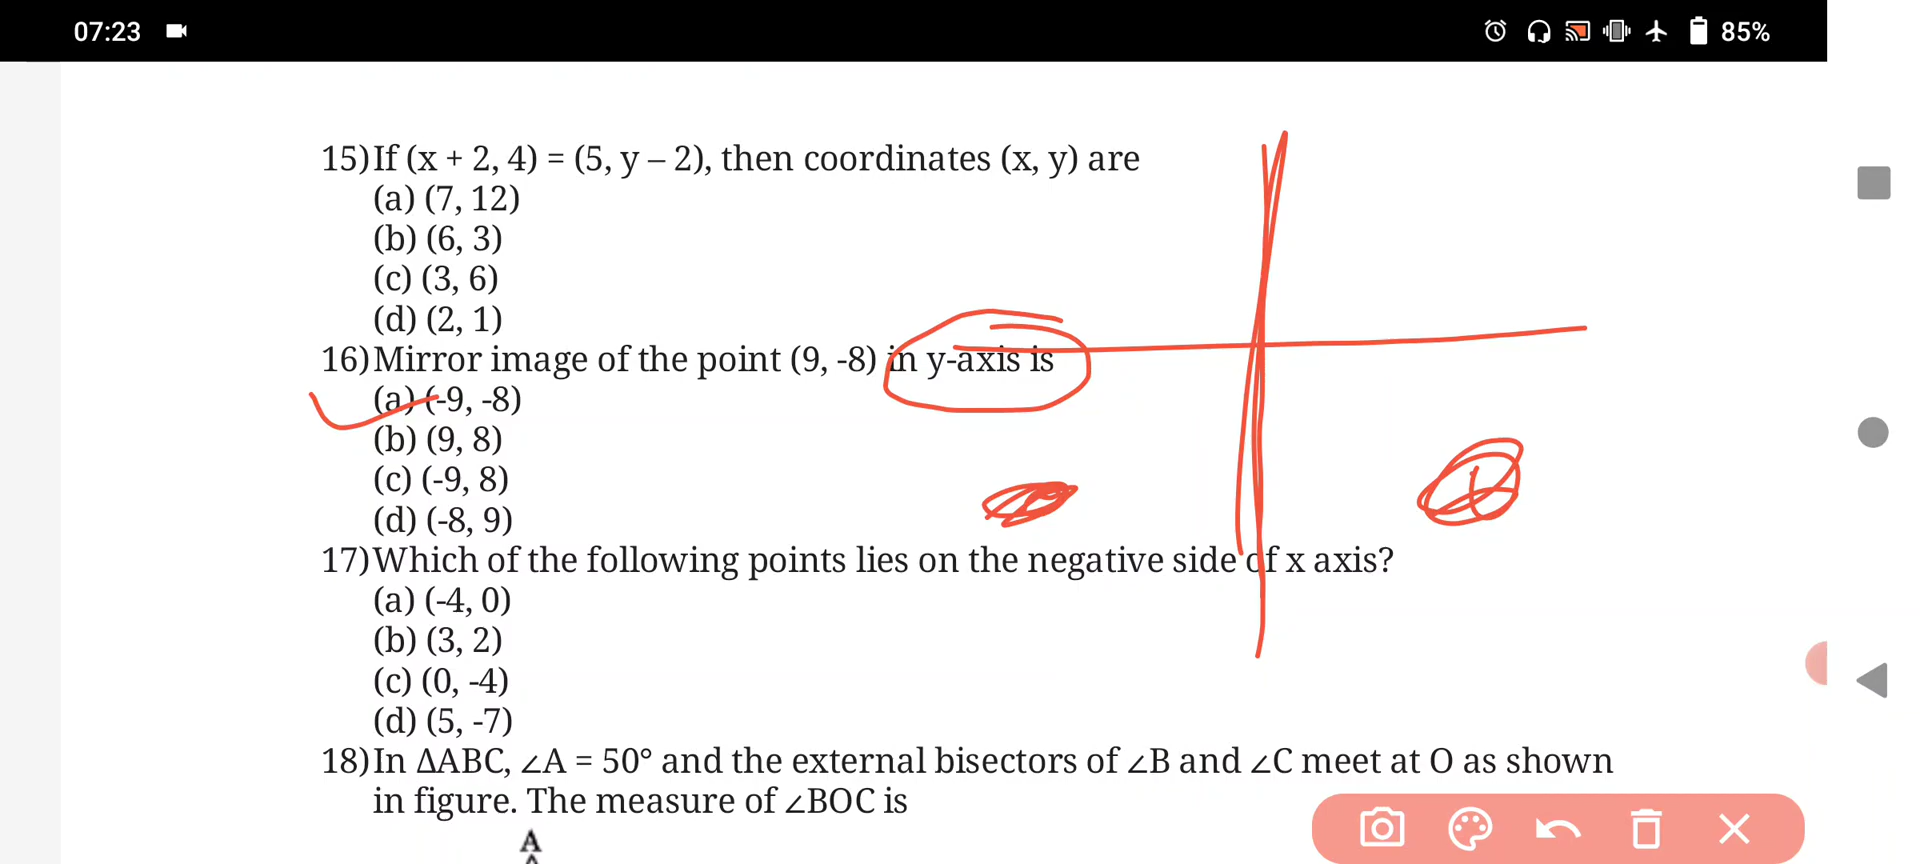 07:23
85%
15) If (x + 2, 4) = (5, y – 2), then coordinates (x, y) are
(a) (7, 12)
(b) (6, 3)
(c) (3, 6)
(d) (2, 1)
16) Mirror image of the point (9, -8) in y-axis is
(a) (-9, -8)
(b) (9, 8)
(c) (-9, 8)
(d) (-8, 9)
17) Which of the following points lies on the negative side of x axis?
(a) (-4, 0)
(b) (3, 2)
(c) (0, -4)
(d) (5, -7)
18) In ΔABC, ∠A = 50° and the external bisectors of ∠B and ∠C meet at O as shown
in figure. The measure of ∠BOC is
A